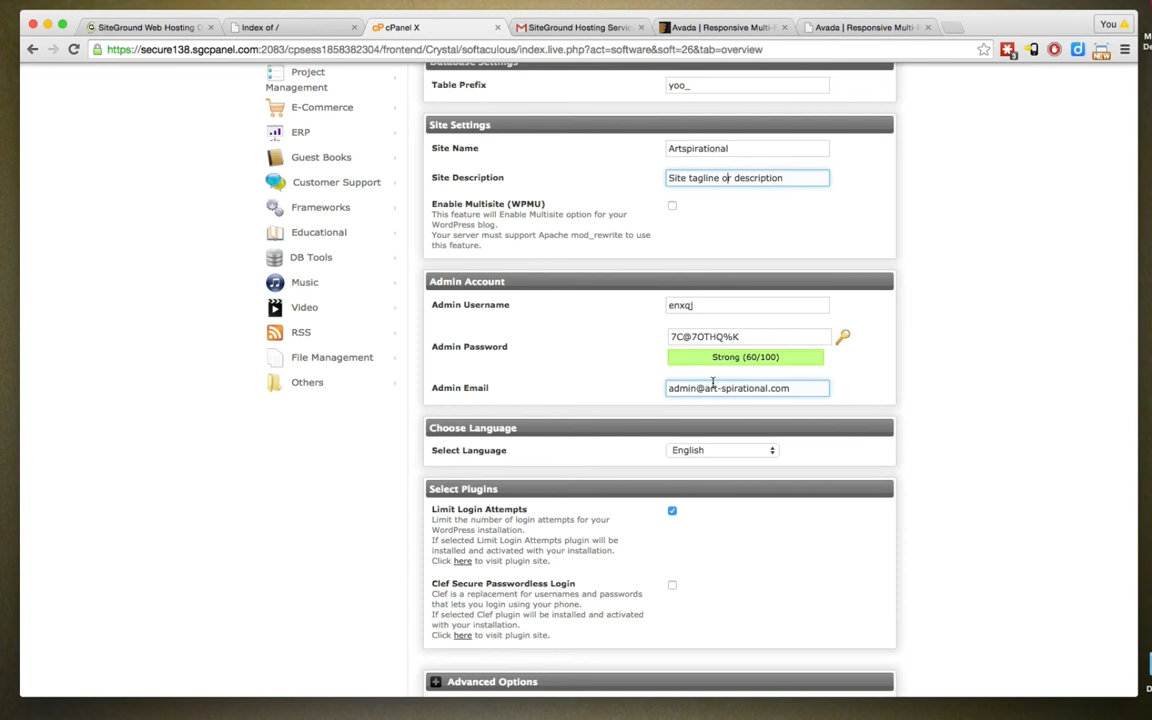 SiteGround Web Hosting C
Index of /
cPanel X
SiteGround Hosting Servic
Avada | Responsive Multi-P
Avada | Responsive Multi-P
You
https://secure138.sgcpanel.com:2083/cpsess1858382304/frontend/Crystal/softaculous/index.live.php?act=software&soft=26&tab=overview
3
NEW
Project
Management
E-Commerce
ERP
Guest Books
Customer Support
Frameworks
Educational
DB Tools
Music
Video
RSS
File Management
Others
Database Settings
Table Prefix
yoo_
Site Settings
Site Name
Artspirational
Site Description
Site tagline or description
Enable Multisite (WPMU)
This feature will Enable Multisite option for your
WordPress blog.
Your server must support Apache mod_rewrite to use
this feature.
Admin Account
Admin Username
enxqj
Admin Password
7C@7OTHQ%K
Strong (60/100)
Admin Email
admin@art-spirational.com
Choose Language
Select Language
English
Select Plugins
Limit Login Attempts
Limit the number of login attempts for your
WordPress installation.
If selected Limit Login Attempts plugin will be
installed and activated with your installation.
Click here to visit plugin site.
Clef Secure Passwordless Login
Clef is a replacement for usernames and passwords
that lets you login using your phone.
If selected Clef plugin will be installed and activated
with your installation.
Click here to visit plugin site.
Advanced Options